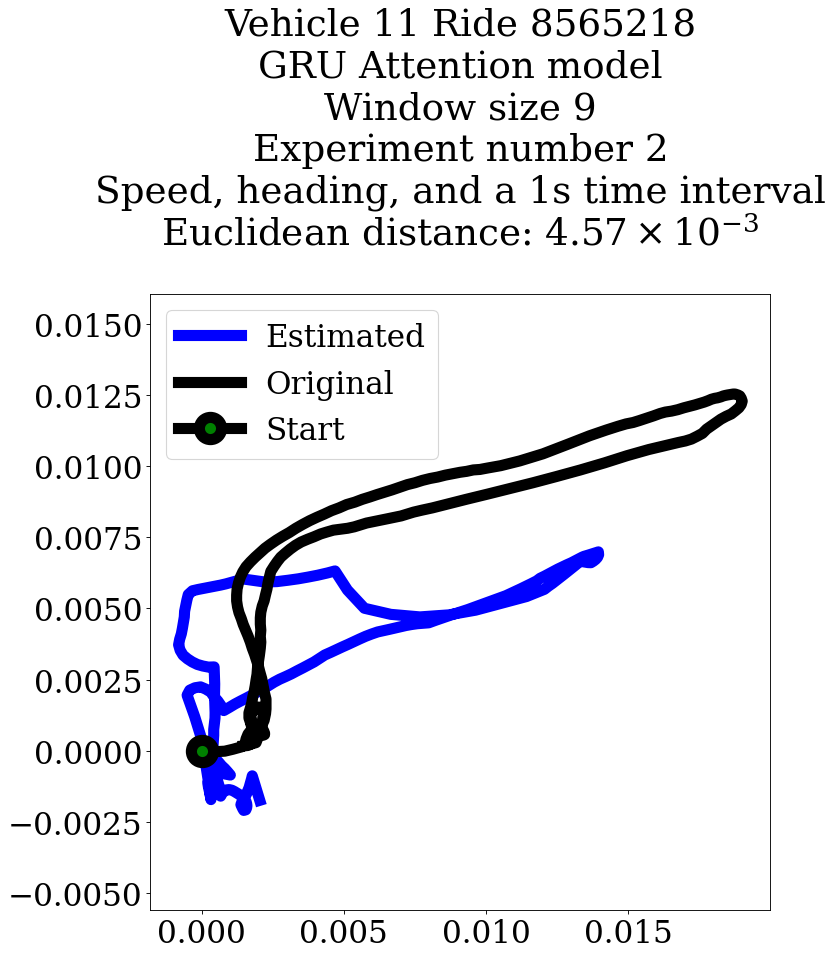 Vehicle 11 Ride 8565218
GRU Attention model
Window size 9
Experiment number 2
Speed, heading, and a 1s time interval
Euclidean distance: 4.57 × 10⁻³
Estimated
Original
Start
0.0150
0.0125
0.0100
0.0075
0.0050
0.0025
0.0000
−0.0025
−0.0050
0.000 0.005 0.010 0.015